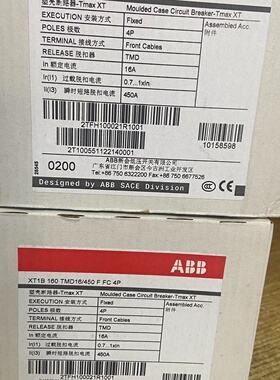 塑壳断路器-Tmax XT Moulded Case Circuit Breaker-Tmax XT
EXECUTION 安装方式 Fixed Assembled Acc.
POLES 极数 4P 附件
TERMINAL 接线方式 Front Cables
RELEASE 脱扣器 TMD
In 额定电流 16A
Ir(I1) 过载脱扣电流 0.7...1xIn
Ii(I3) 瞬时短路脱扣电流 450A
2TFH100021R1001
10158598
2T100551122140001
ABB新会低压开关有限公司
广东省江门市新会区今古洲工业开发区
Tel:+86 750 6322200 Fax:+86 750 6677526
0200
Designed by ABB SACE Division
CCC
ABB
XT1B 160 TMD16/450 F FC 4P
塑壳断路器-Tmax XT Moulded Case Circuit Breaker-Tmax XT
EXECUTION 安装方式 Fixed Assembled Acc.
POLES 极数 4P 附件
TERMINAL 接线方式 Front Cables
RELEASE 脱扣器 TMD
In 额定电流 16A
Ir(I1) 过载脱扣电流 0.7...1xIn
Ii(I3) 瞬时短路脱扣电流 450A
2TFH100021R1001